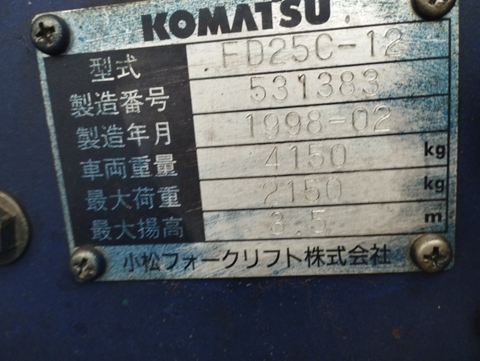 KOMATSU
型式 FD25C-12
製造番号 531383
製造年月 1998-02
車両重量 4150 kg
最大荷重 2150 kg
最大揚高 3.5 m
小松フォークリフト株式会社